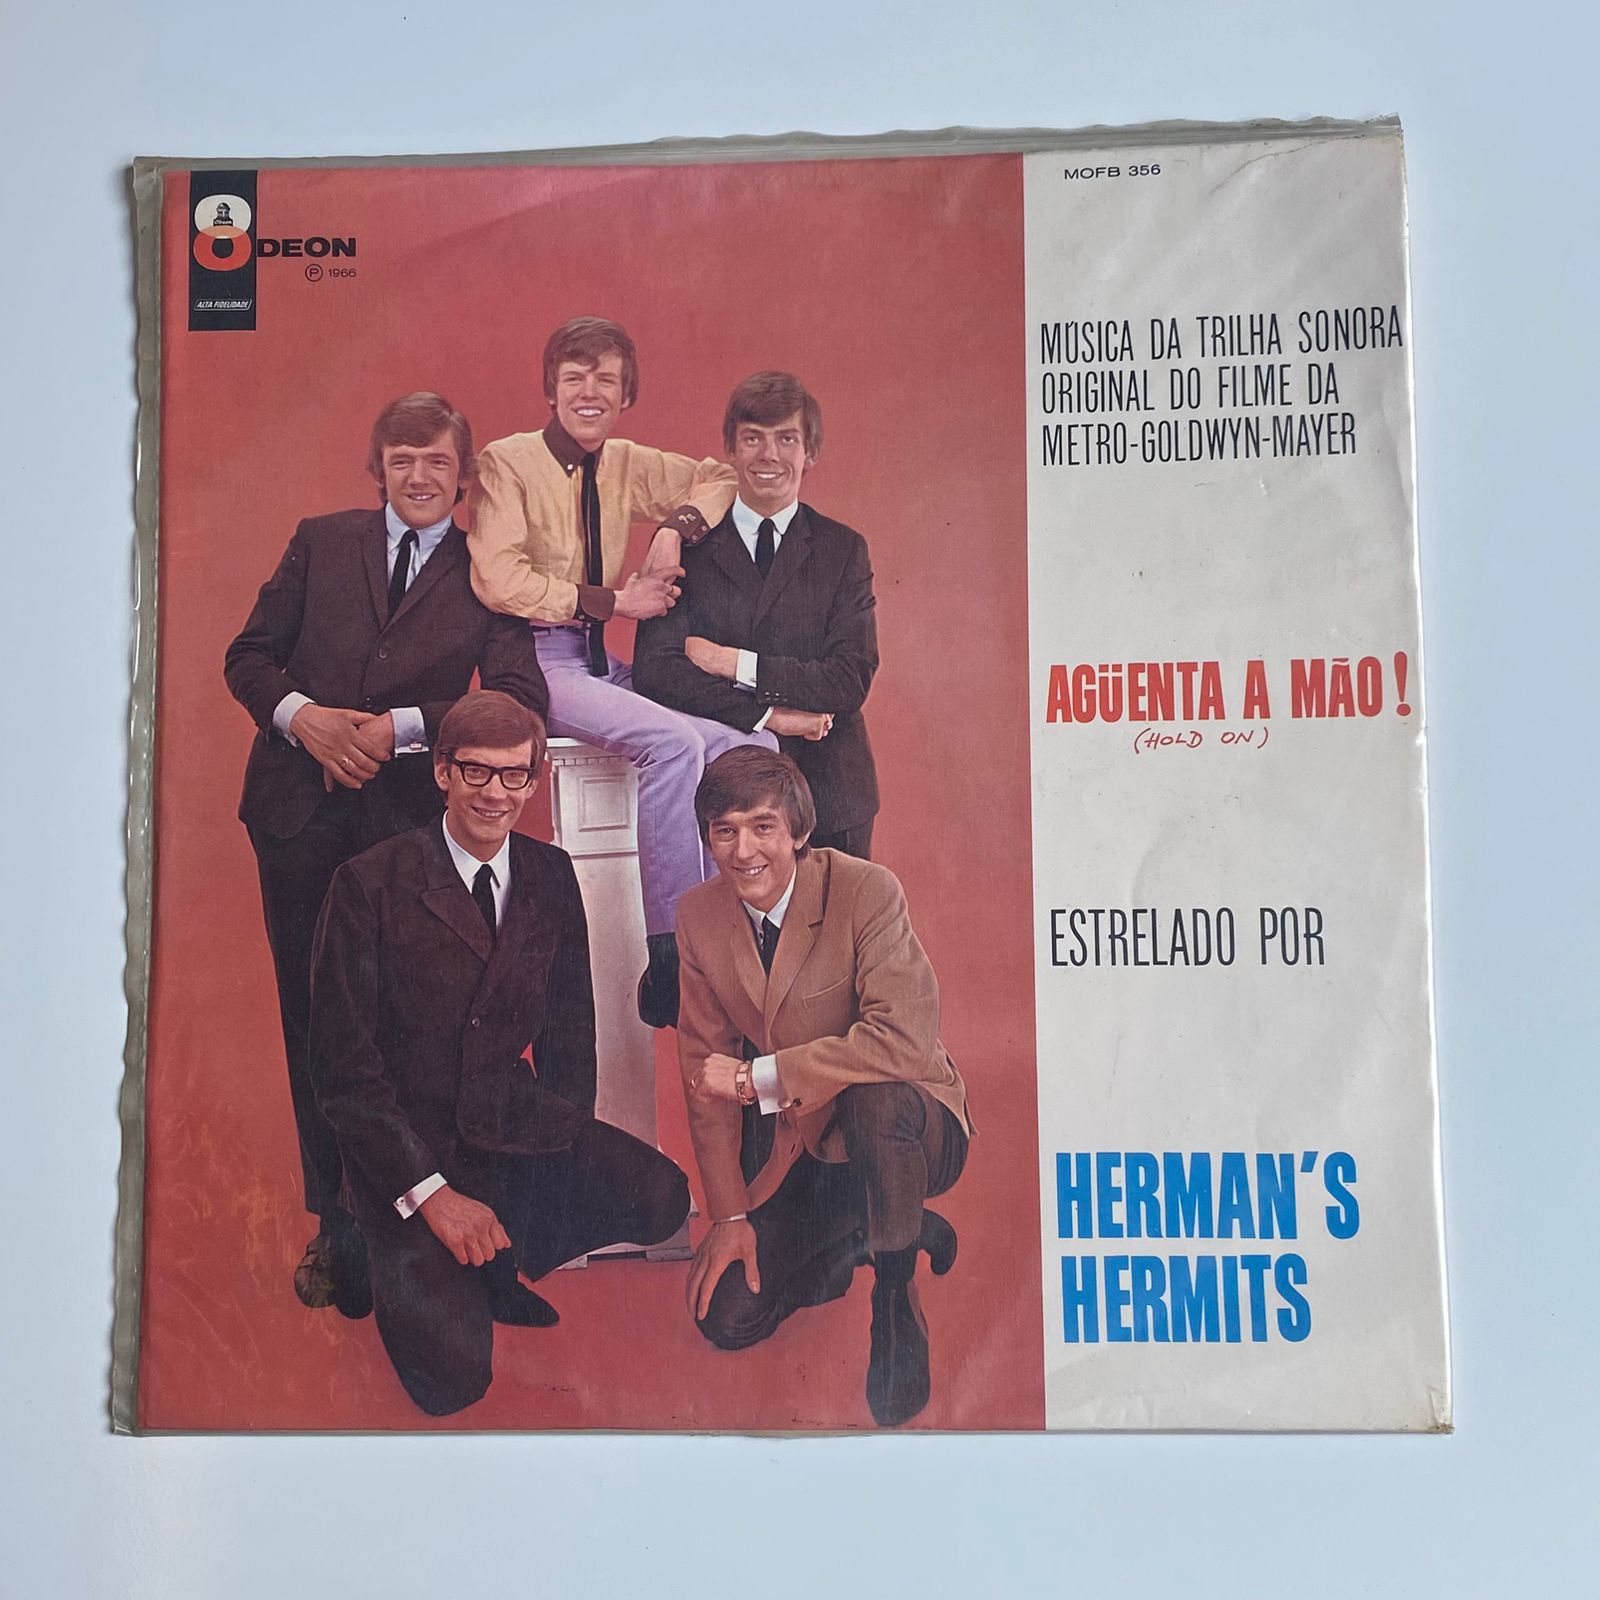 ODEON
℗ 1966
ALTA FIDELIDADE
MOFB 356
MÚSICA DA TRILHA SONORA
ORIGINAL DO FILME DA
METRO-GOLDWYN-MAYER
AGÜENTA A MÃO!
(HOLD ON)
ESTRELADO POR
HERMAN'S
HERMITS